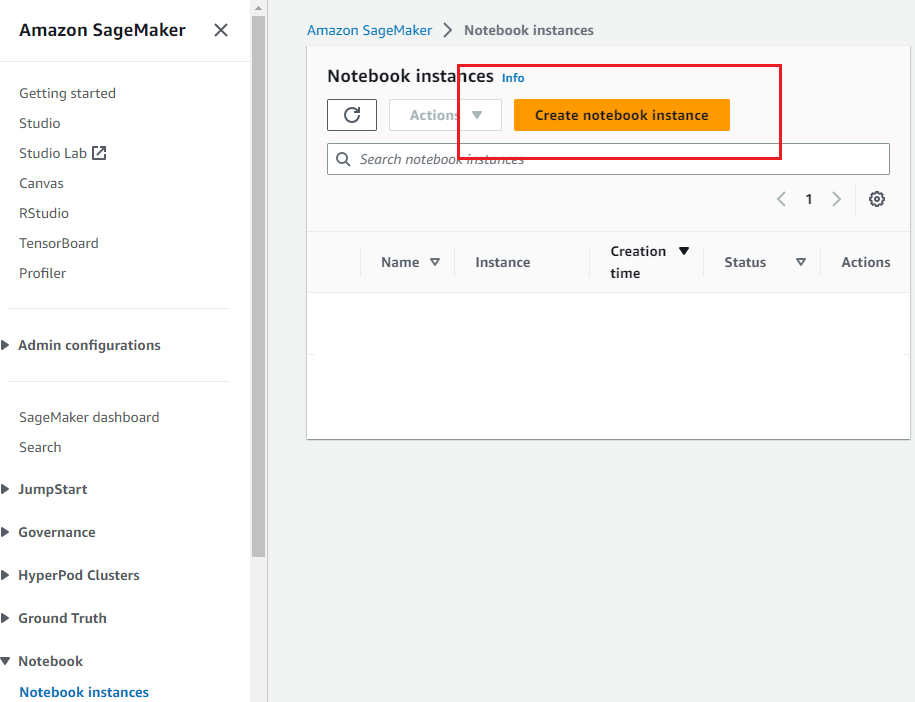 Amazon SageMaker
Getting started
Studio
Studio Lab
Canvas
RStudio
TensorBoard
Profiler
Admin configurations
SageMaker dashboard
Search
JumpStart
Governance
HyperPod Clusters
Ground Truth
Notebook
Notebook instances
Amazon SageMaker > Notebook instances
Notebook instances Info
Actions Create notebook instance
Search notebook instances
1
Name Instance Creation time Status Actions